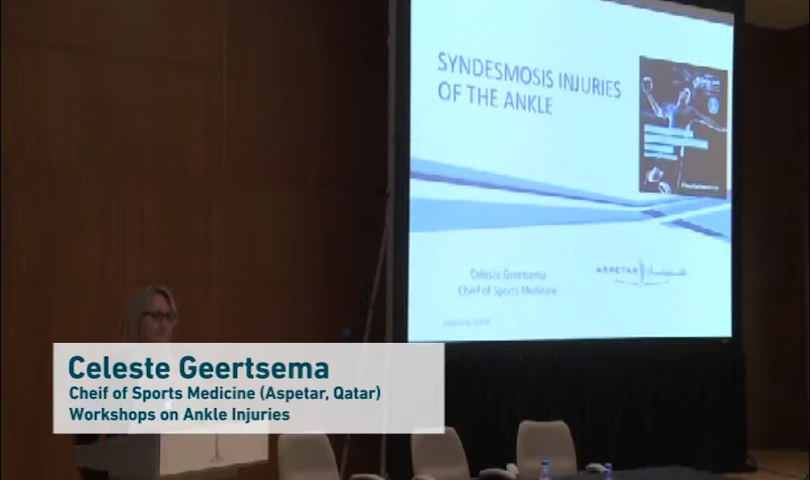 SYNDESMOSIS INJURIES
OF THE ANKLE
Celeste Geertsema
Chief of Sports Medicine
ASPETAR
Celeste Geertsema
Cheif of Sports Medicine (Aspetar, Qatar)
Workshops on Ankle Injuries